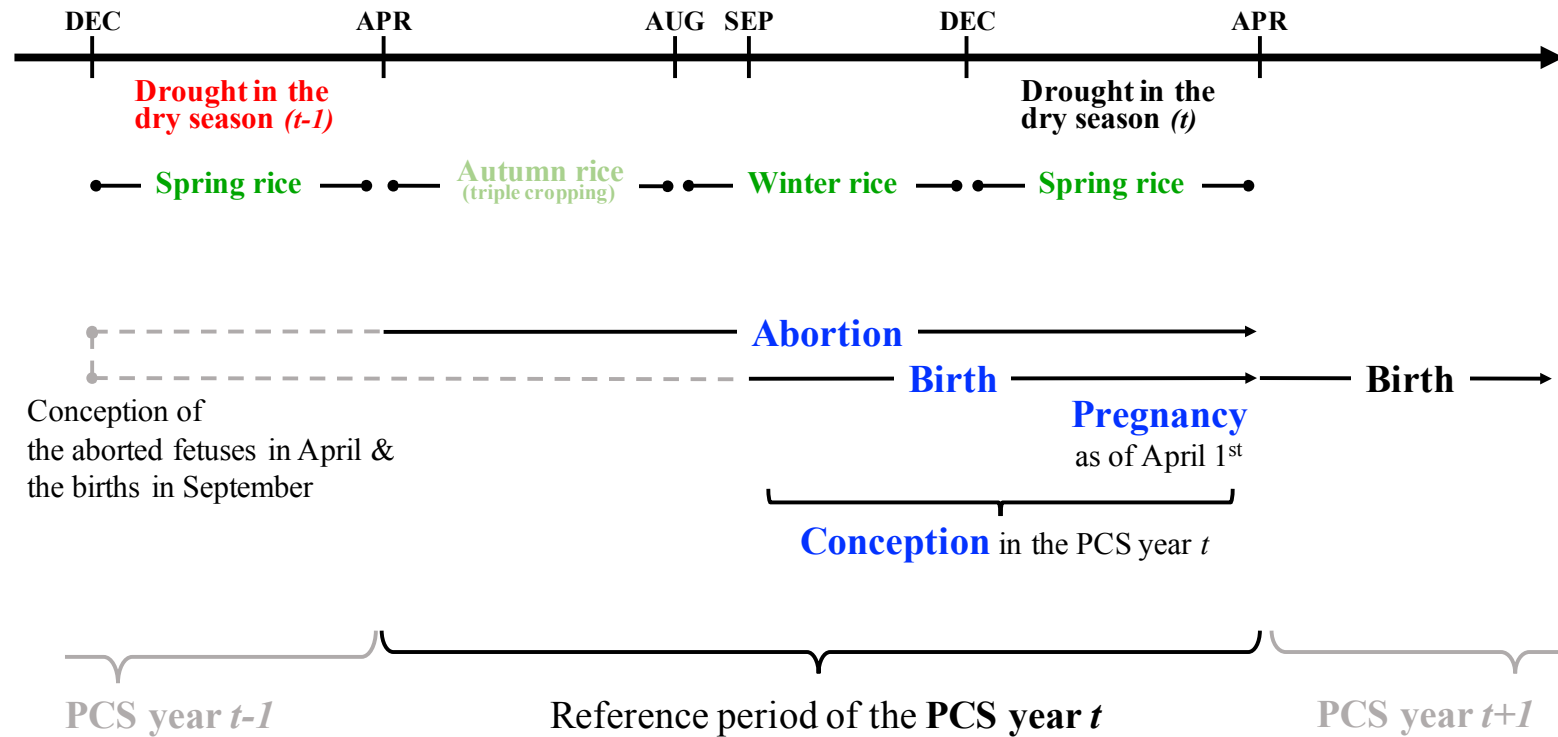 DEC APR AUG SEP DEC APR
Drought in the
dry season (t-1)
Drought in the
dry season (t)
Spring rice
Autumn rice
(triple cropping)
Winter rice
Spring rice
Abortion
Birth
Birth
Conception of
the aborted fetuses in April &
the births in September
Pregnancy
as of April 1st
Conception in the PCS year t
PCS year t-1
Reference period of the PCS year t
PCS year t+1